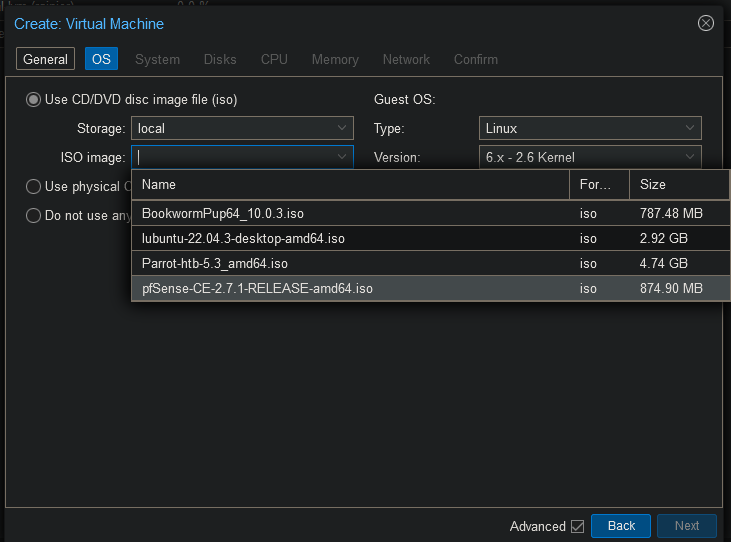 Create: Virtual Machine
General OS System Disks CPU Memory Network Confirm
Use CD/DVD disc image file (iso) Guest OS:
Storage: local Type: Linux
ISO image: Version: 6.x - 2.6 Kernel
Use physical
Do not use any
Name For... Size
BookwormPup64_10.0.3.iso iso 787.48 MB
lubuntu-22.04.3-desktop-amd64.iso iso 2.92 GB
Parrot-htb-5.3_amd64.iso iso 4.74 GB
pfSense-CE-2.7.1-RELEASE-amd64.iso iso 874.90 MB
Advanced Back Next